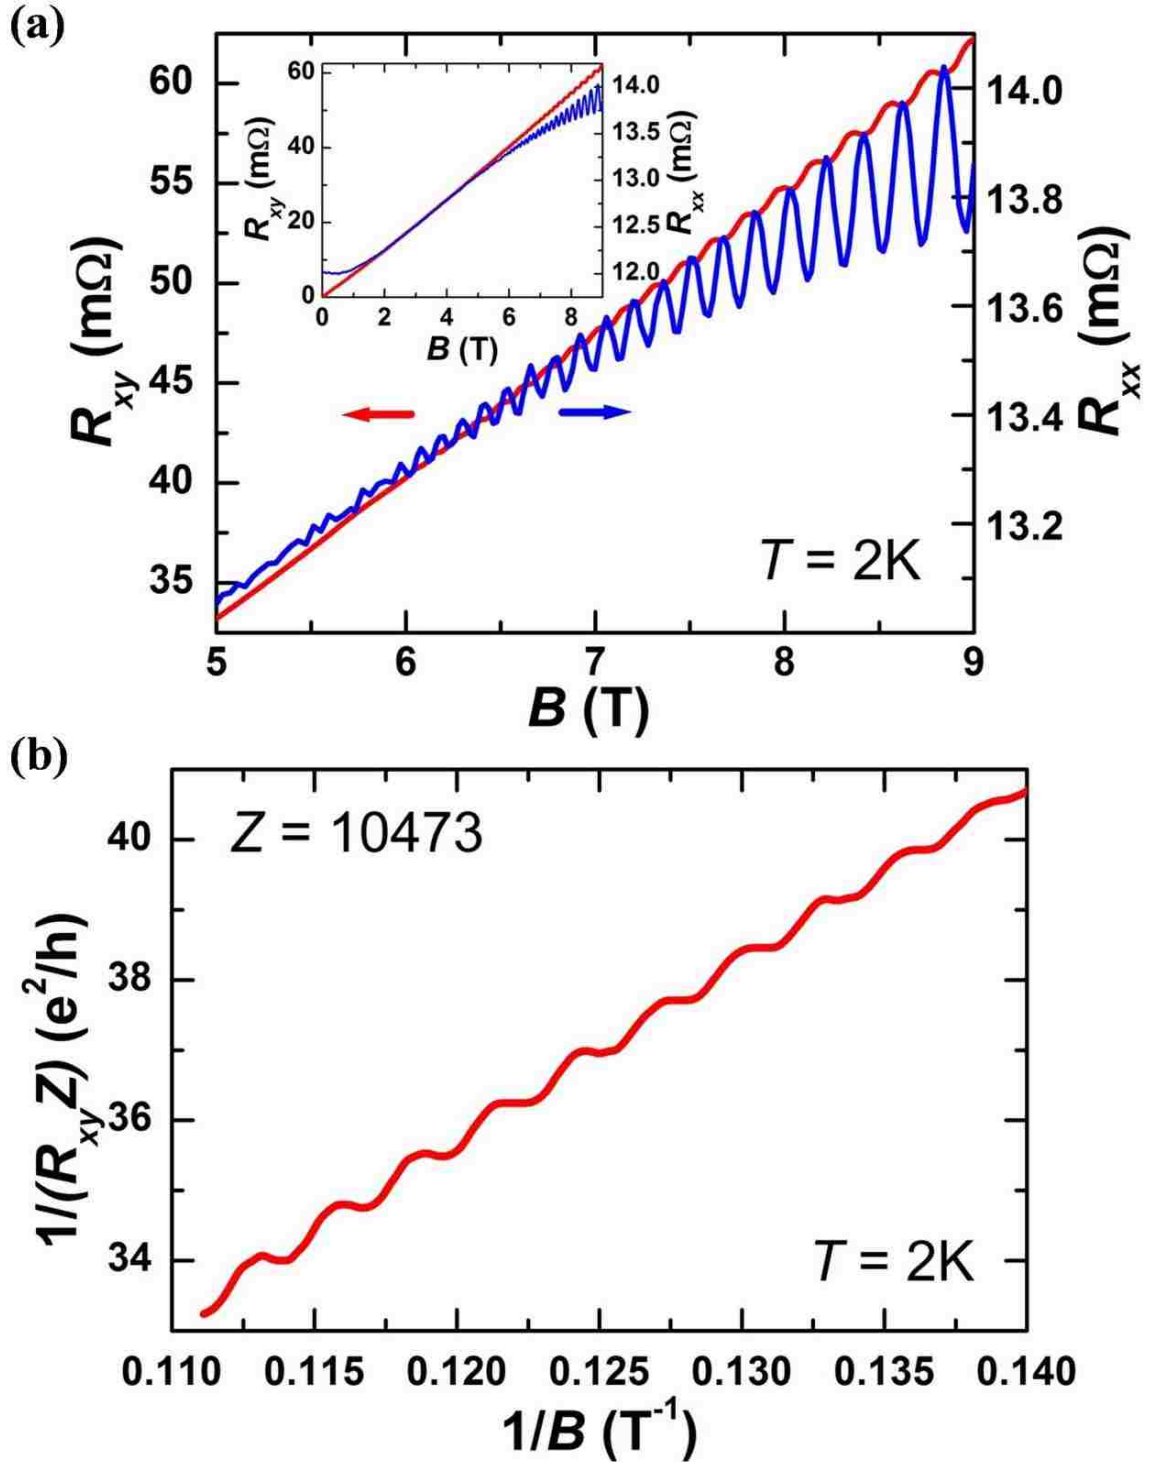 (a)
60
55
50
45
40
35
R_xy (mΩ)
14.0
13.8
13.6
13.4
13.2
R_xx (mΩ)
5 6 7 8 9
B (T)
T = 2K
60
40
20
0
R_xy (mΩ)
14.0
13.5
13.0
12.5
12.0
R_xx (mΩ)
0 2 4 6 8
B (T)
(b)
Z = 10473
40
38
36
34
1/(R_xyZ) (e²/h)
T = 2K
0.110 0.115 0.120 0.125 0.130 0.135 0.140
1/B (T⁻¹)